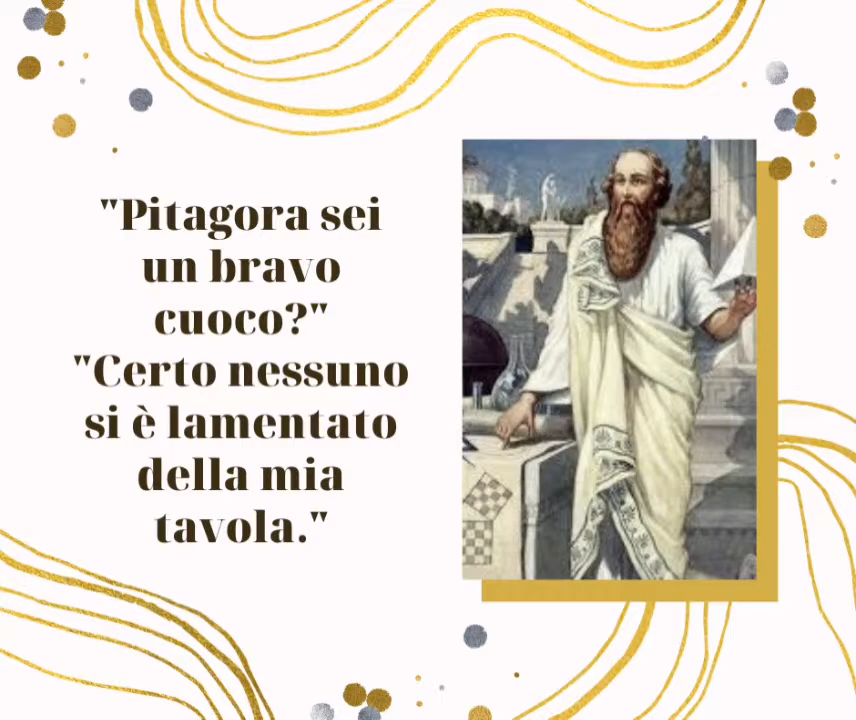 "Pitagora sei
un bravo
cuoco?"
"Certo nessuno
si è lamentato
della mia
tavola."